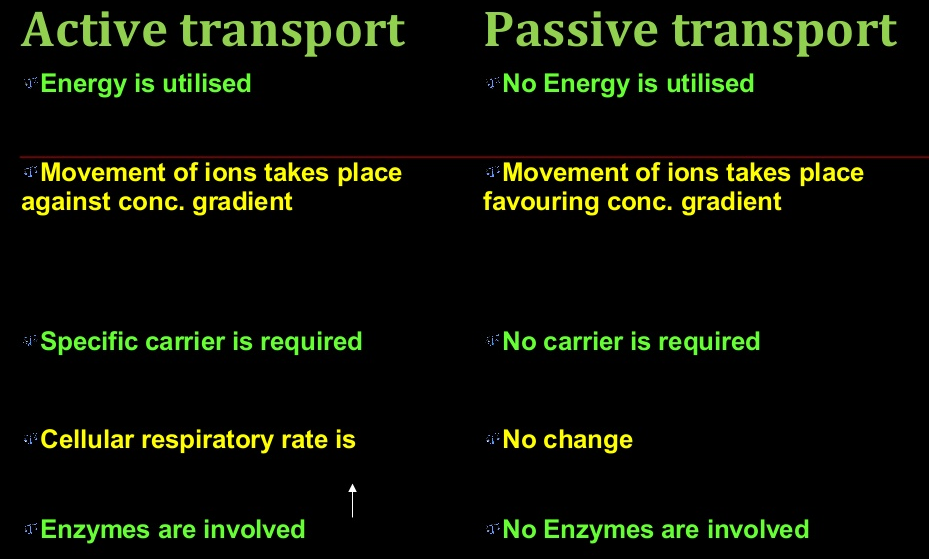 Active transport
Passive transport
Energy is utilised
No Energy is utilised
Movement of ions takes place
against conc. gradient
Movement of ions takes place
favouring conc. gradient
Specific carrier is required
No carrier is required
Cellular respiratory rate is
No change
Enzymes are involved
No Enzymes are involved